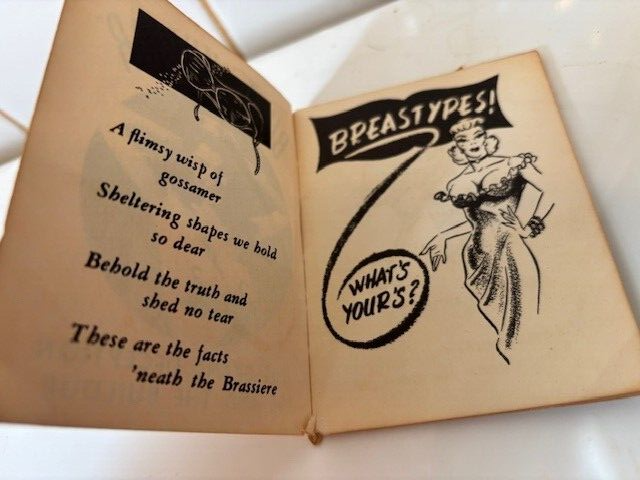 A flimsy wisp of
gossamer
Sheltering shapes we hold
so dear
Behold the truth and
shed no tear
These are the facts
'neath the Brassiere
BREASTYPES!
WHAT'S
YOUR'S?